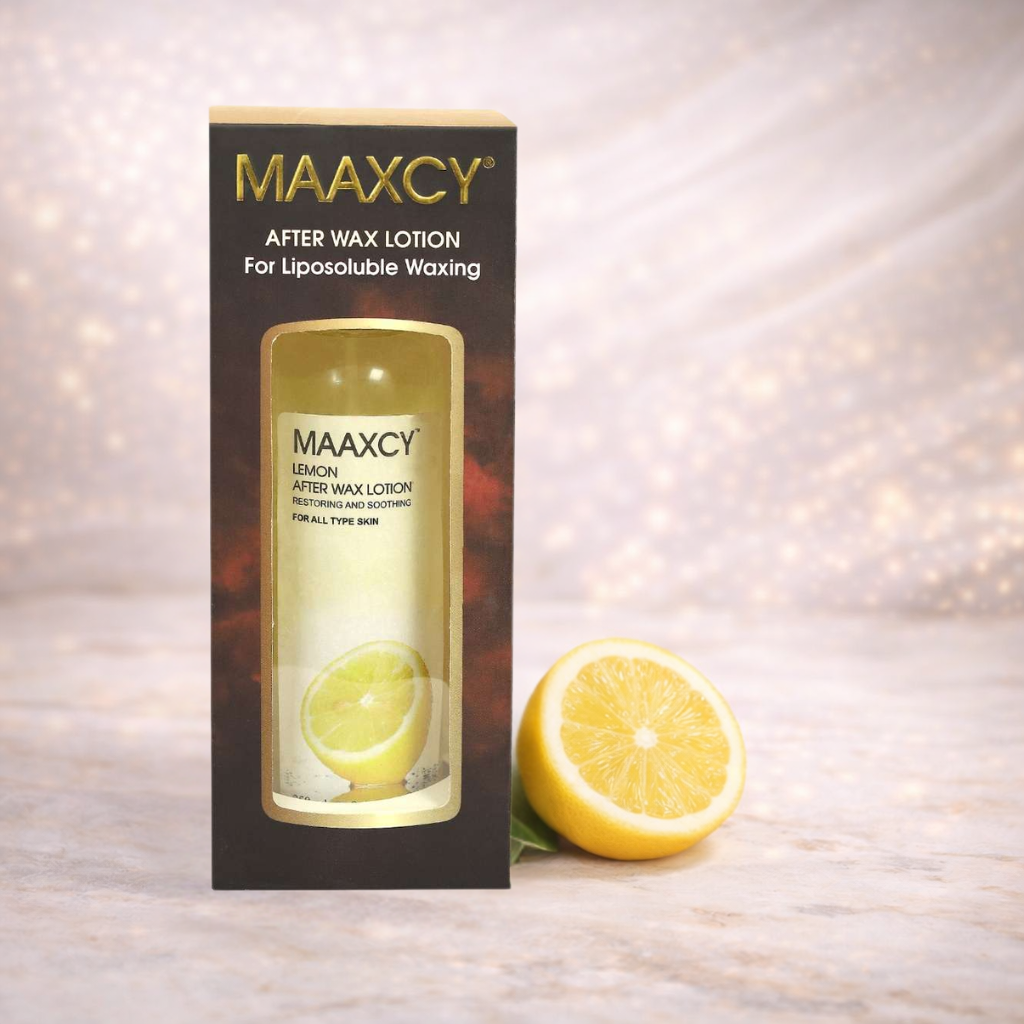 MAAXCY®
AFTER WAX LOTION
For Liposoluble Waxing
MAAXCY™
LEMON
AFTER WAX LOTION
RESTORING AND SOOTHING
FOR ALL TYPE SKIN